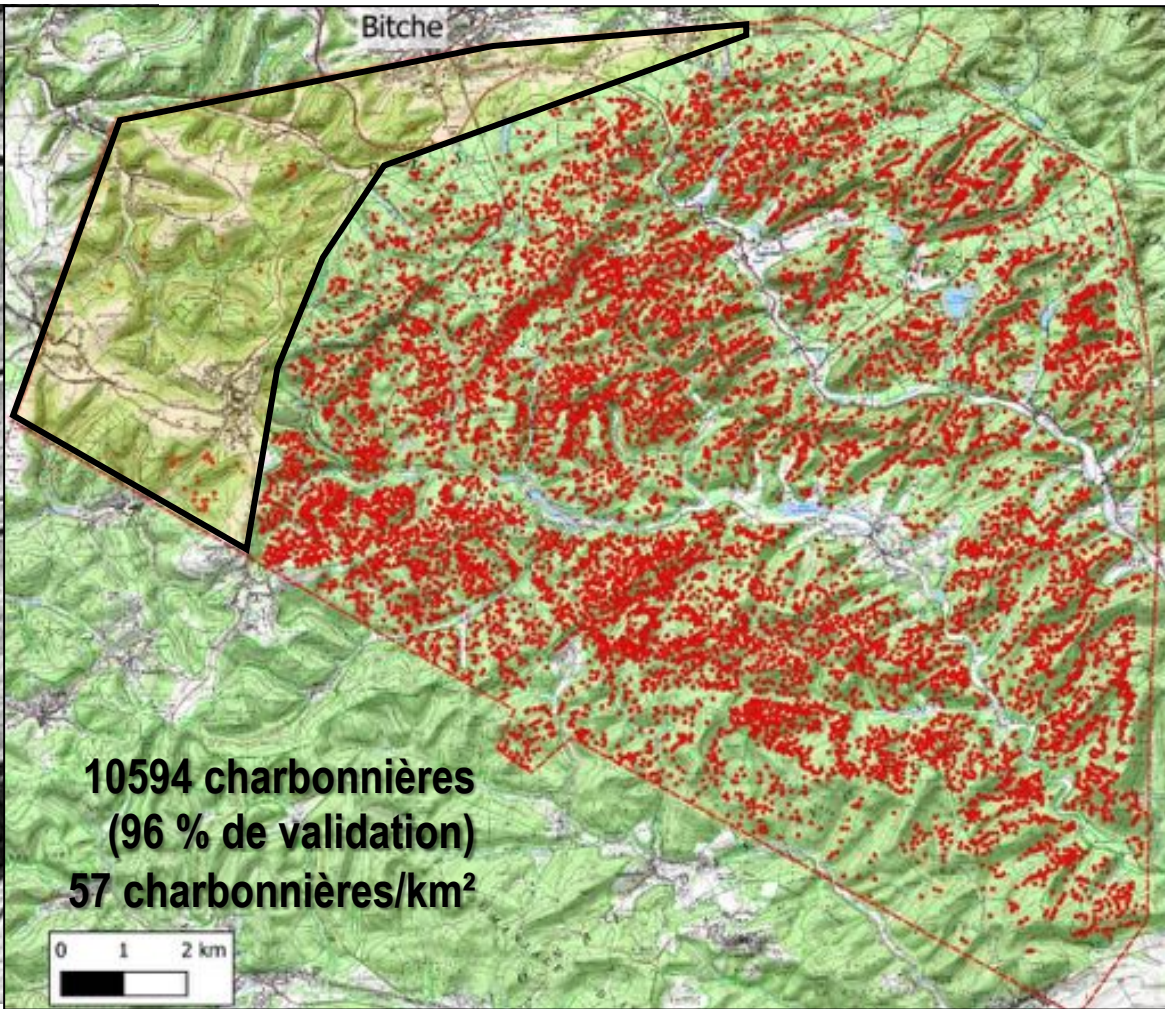 Bitche
10594 charbonnières
(96 % de validation)
57 charbonnières/km²
0 1 2 km